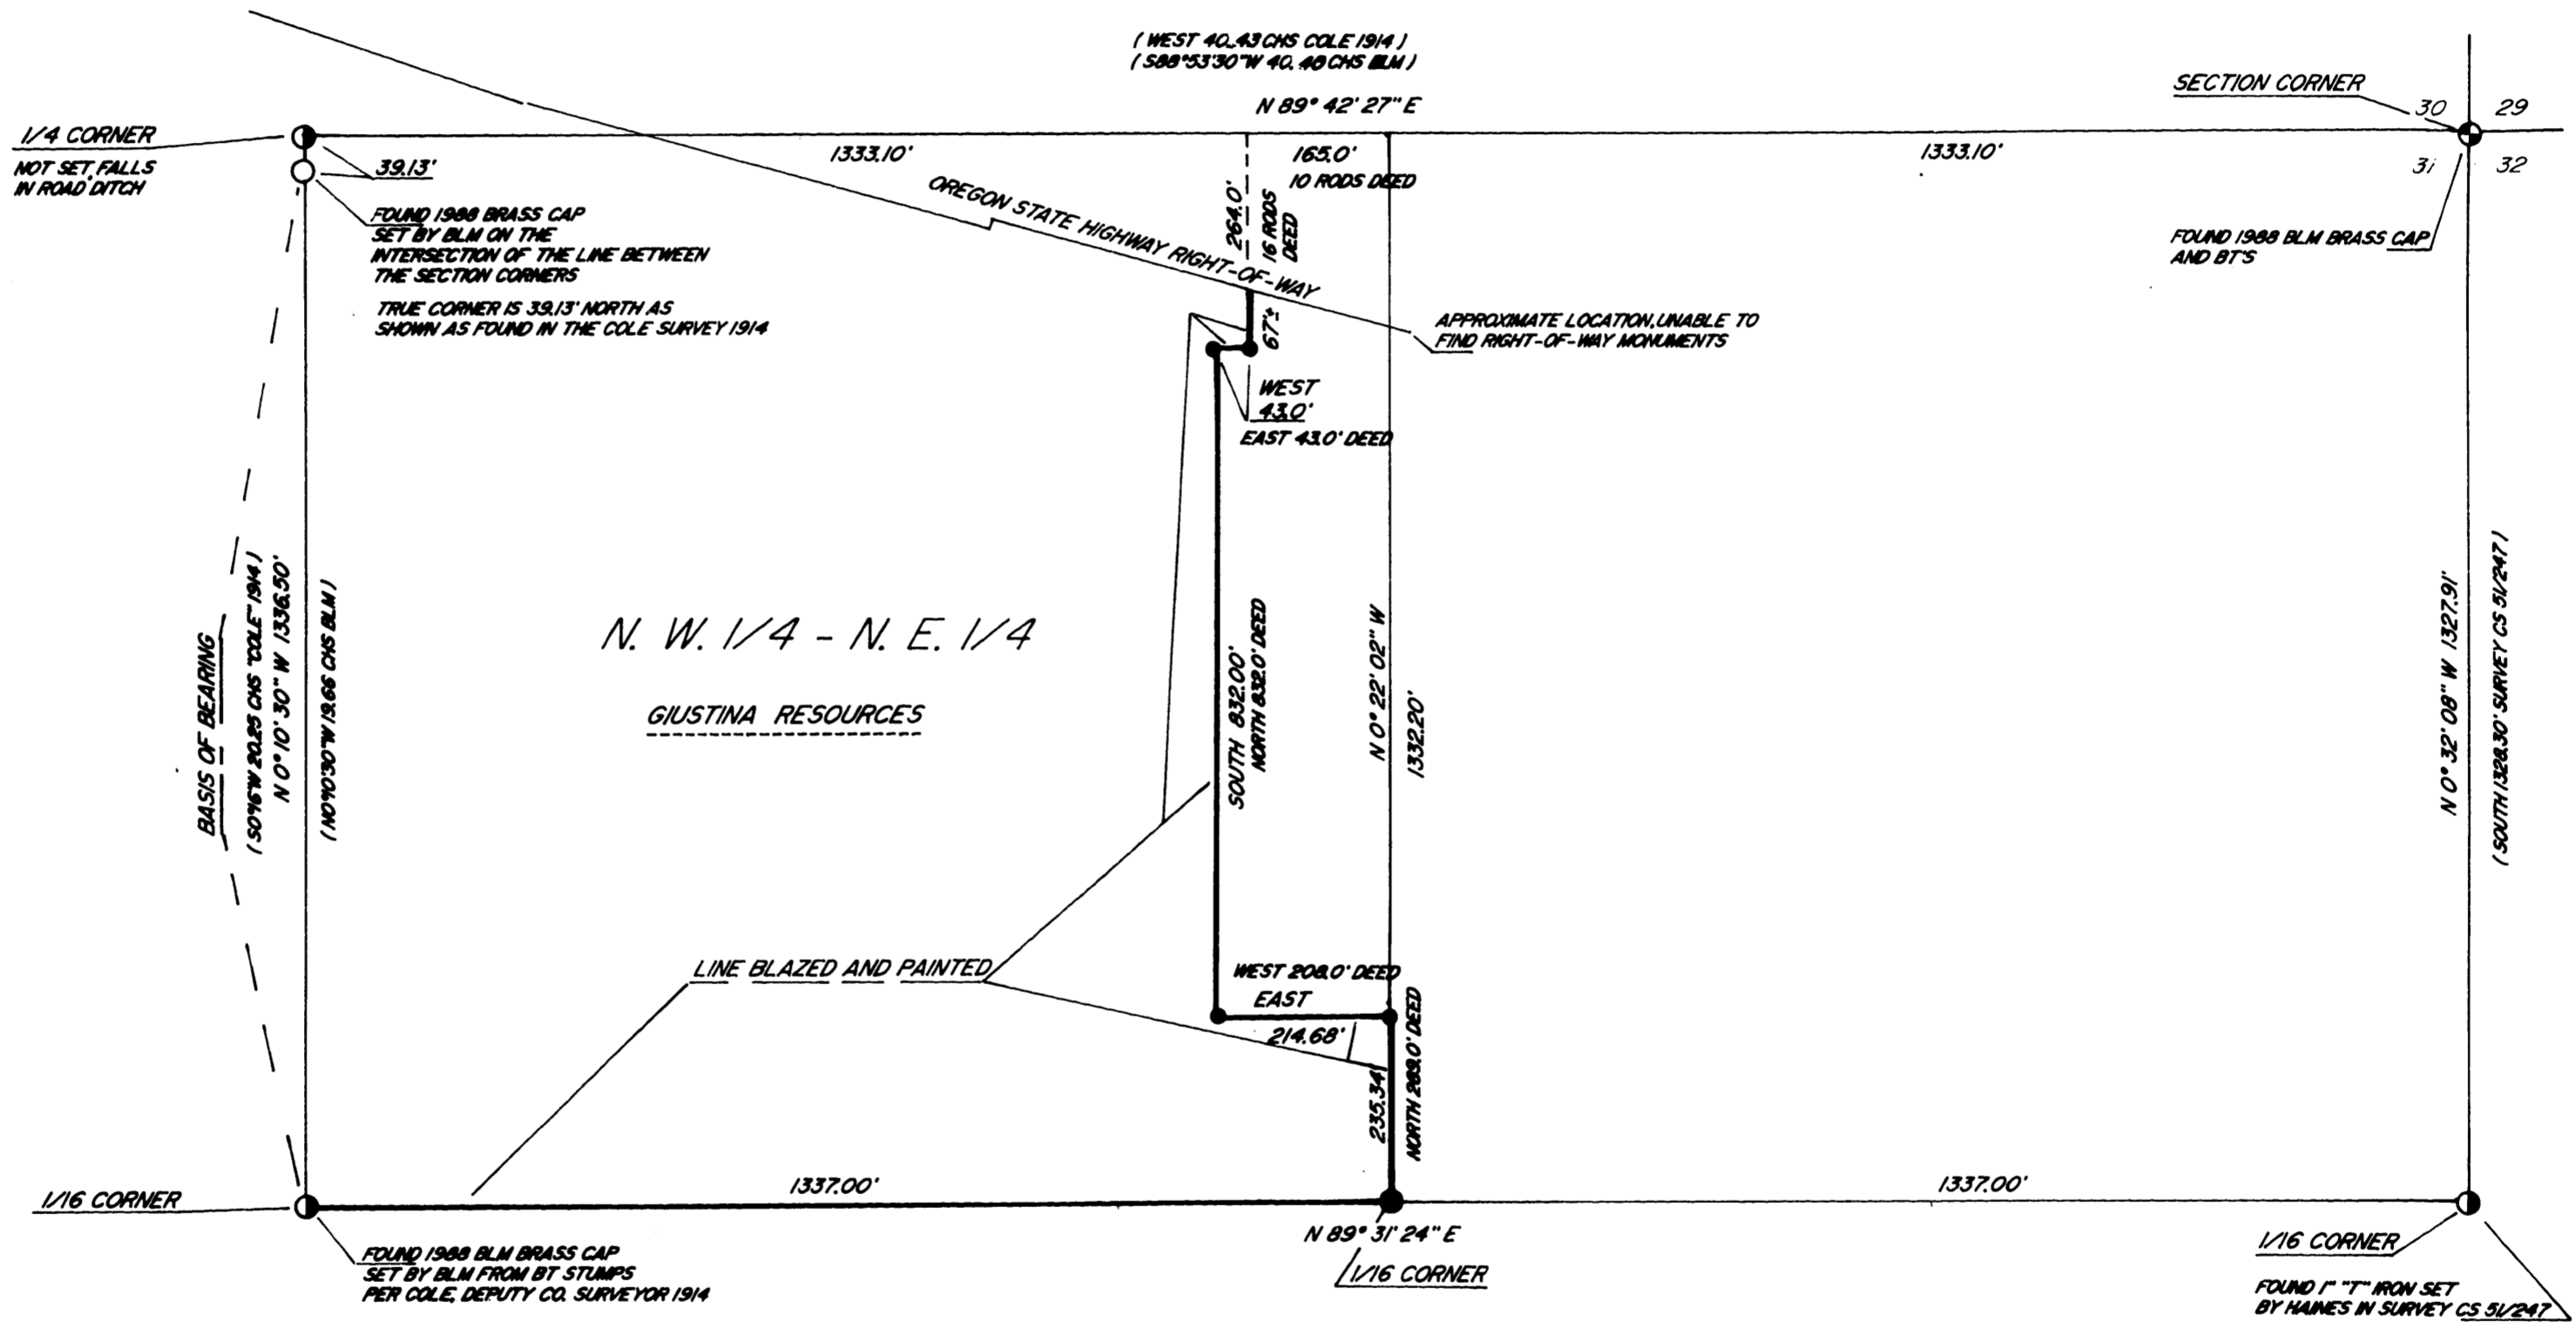 ( WEST 40.43 CHS COLE 1914 )
( S88°53'30"W 40.40 CHS BLM )
N 89° 42' 27" E
SECTION CORNER
30 29
31 32
1/4 CORNER
NOT SET, FALLS
IN ROAD DITCH
39.13'
1333.10'
165.0'
10 RODS DEED
1333.10'
FOUND 1988 BRASS CAP
SET BY BLM ON THE
INTERSECTION OF THE LINE BETWEEN
THE SECTION CORNERS
TRUE CORNER IS 39.13' NORTH AS
SHOWN AS FOUND IN THE COLE SURVEY 1914
OREGON STATE HIGHWAY RIGHT-OF-WAY
264.0'
16 RODS
DEED
FOUND 1988 BLM BRASS CAP
AND BT'S
APPROXIMATE LOCATION, UNABLE TO
FIND RIGHT-OF-WAY MONUMENTS
67'±
WEST
43.0'
EAST 43.0' DEED
BASIS OF BEARING
( S0°16'W 20.25 CHS "COLE" 1914 )
N 0° 10' 30" W 1336.50'
( N0°10'30"W 19.66 CHS BLM )
N. W. 1/4 - N. E. 1/4
GIUSTINA RESOURCES
SOUTH 832.00'
NORTH 832.0' DEED
N 0° 22' 02" W
1332.20'
N 0° 32' 08" W 1327.91'
( SOUTH 1328.30' SURVEY CS 51/247 )
LINE BLAZED AND PAINTED
WEST 208.0' DEED
EAST
214.68'
235.34'
NORTH 289.0' DEED
1/16 CORNER
1337.00'
1337.00'
N 89° 31' 24" E
1/16 CORNER
FOUND 1988 BLM BRASS CAP
SET BY BLM FROM BT STUMPS
PER COLE, DEPUTY CO. SURVEYOR 1914
1/16 CORNER
FOUND 1" "T" IRON SET
BY HAINES IN SURVEY CS 51/247